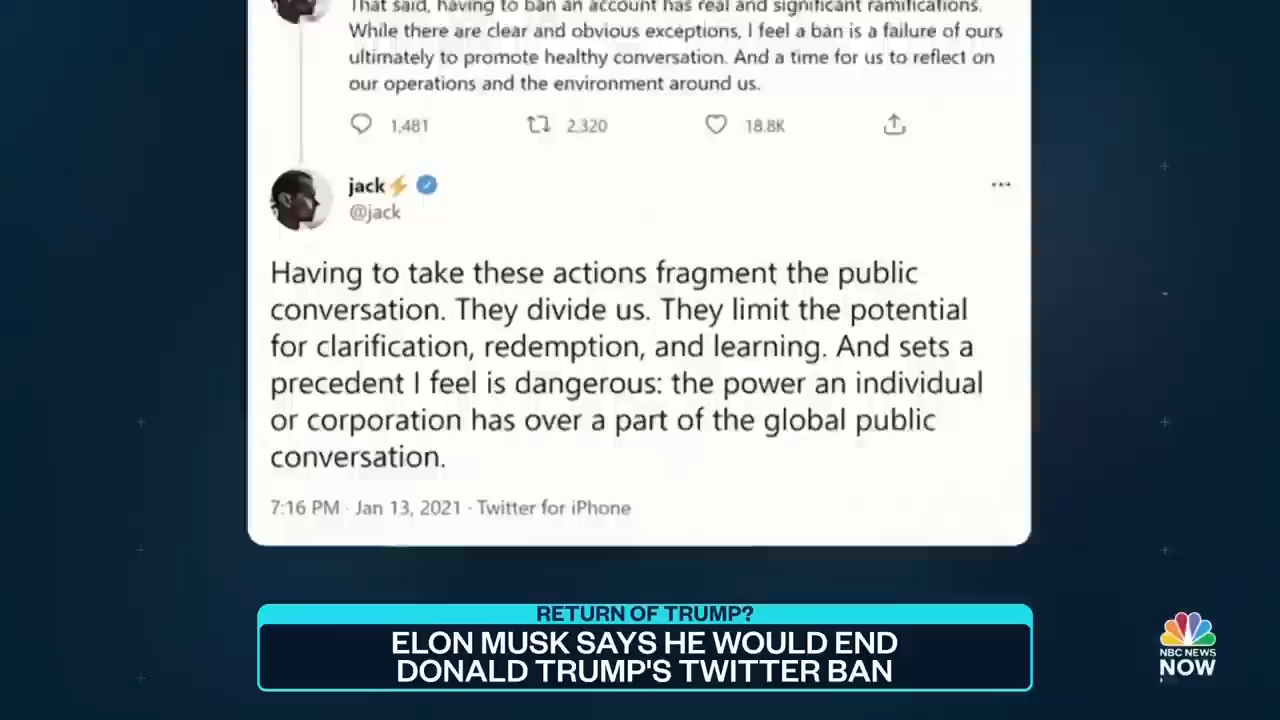 That said, having to ban an account has real and significant ramifications.
While there are clear and obvious exceptions, I feel a ban is a failure of ours
ultimately to promote healthy conversation. And a time for us to reflect on
our operations and the environment around us.
1,481 2,320 18.8K
jack⚡
@jack
Having to take these actions fragment the public
conversation. They divide us. They limit the potential
for clarification, redemption, and learning. And sets a
precedent I feel is dangerous: the power an individual
or corporation has over a part of the global public
conversation.
7:16 PM · Jan 13, 2021 · Twitter for iPhone
RETURN OF TRUMP?
ELON MUSK SAYS HE WOULD END
DONALD TRUMP'S TWITTER BAN
NBC NEWS
NOW